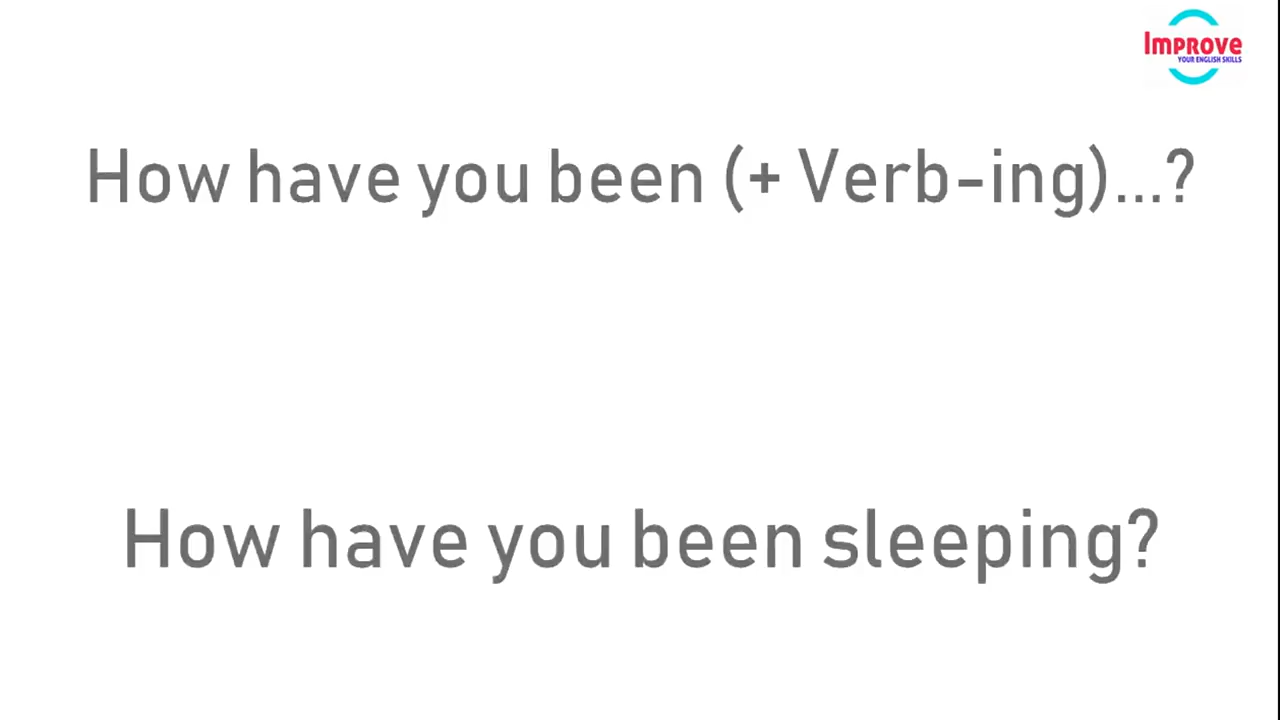 Improve
YOUR ENGLISH SKILLS
How have you been (+ Verb-ing)...?
How have you been sleeping?